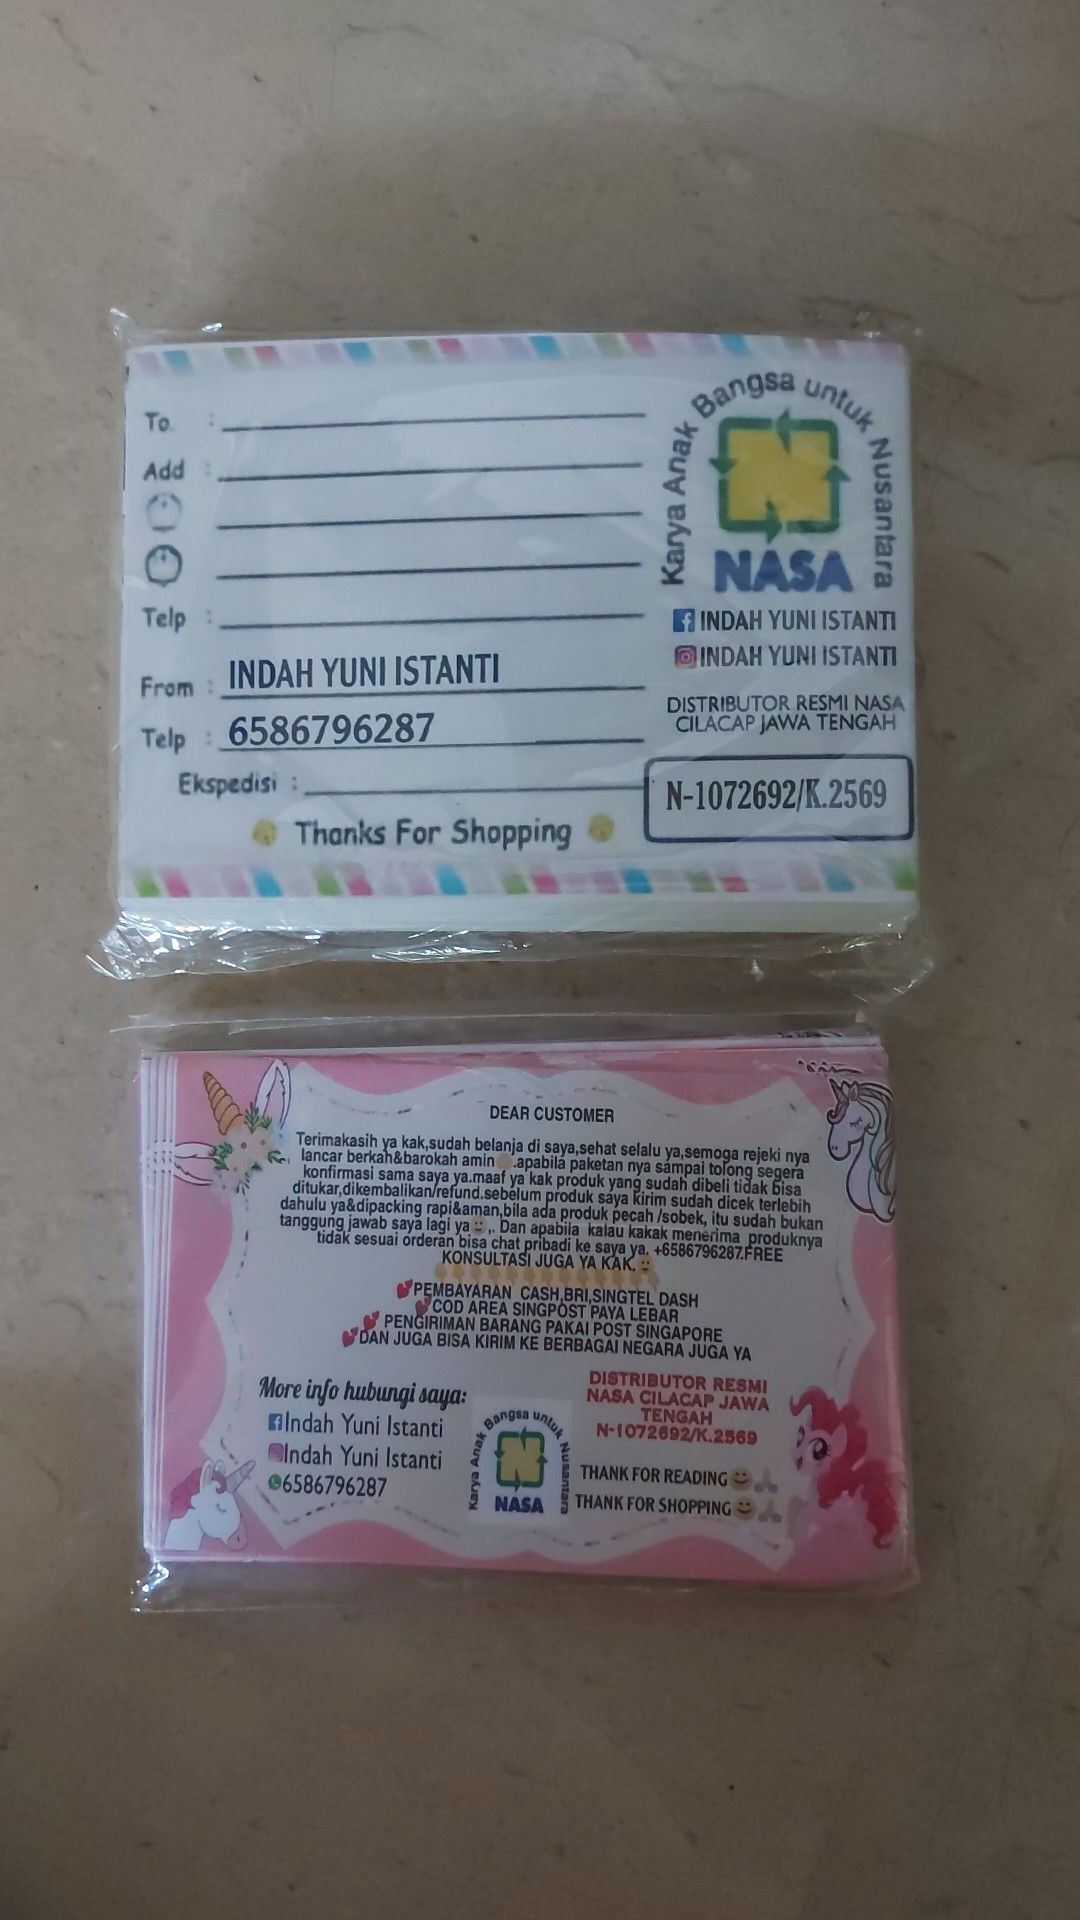 To. :
Add :
Telp :
From : INDAH YUNI ISTANTI
Telp : 6586796287
Ekspedisi :
Thanks For Shopping
Karya Anak Bangsa untuk Nusantara
NASA
INDAH YUNI ISTANTI
INDAH YUNI ISTANTI
DISTRIBUTOR RESMI NASA
CILACAP JAWA TENGAH
N-1072692/K.2569
DEAR CUSTOMER
Terimakasih ya kak,sudah belanja di saya,sehat selalu ya,semoga rejeki nya
lancar berkah&barokah amin .apabila paketan nya sampai tolong segera
konfirmasi sama saya ya.maaf ya kak produk yang sudah dibeli tidak bisa
ditukar,dikembalikan/refund.sebelum produk saya kirim sudah dicek terlebih
dahulu ya&dipacking rapi&aman,bila ada produk pecah /sobek, itu sudah bukan
tanggung jawab saya lagi ya😊,. Dan apabila kalau kakak menerima produknya
tidak sesuai orderan bisa chat pribadi ke saya ya. +6586796287.FREE
KONSULTASI JUGA YA KAK.😊
💕PEMBAYARAN CASH,BRI,SINGTEL DASH
💕COD AREA SINGPOST PAYA LEBAR
💕PENGIRIMAN BARANG PAKAI POST SINGAPORE
💕DAN JUGA BISA KIRIM KE BERBAGAI NEGARA JUGA YA
More info hubungi saya:
Indah Yuni Istanti
Indah Yuni Istanti
6586796287
Karya Anak Bangsa untuk Nusantara
NASA
DISTRIBUTOR RESMI
NASA CILACAP JAWA
TENGAH
N-1072692/K.2569
THANK FOR READING😊🙏
THANK FOR SHOPPING😊🙏